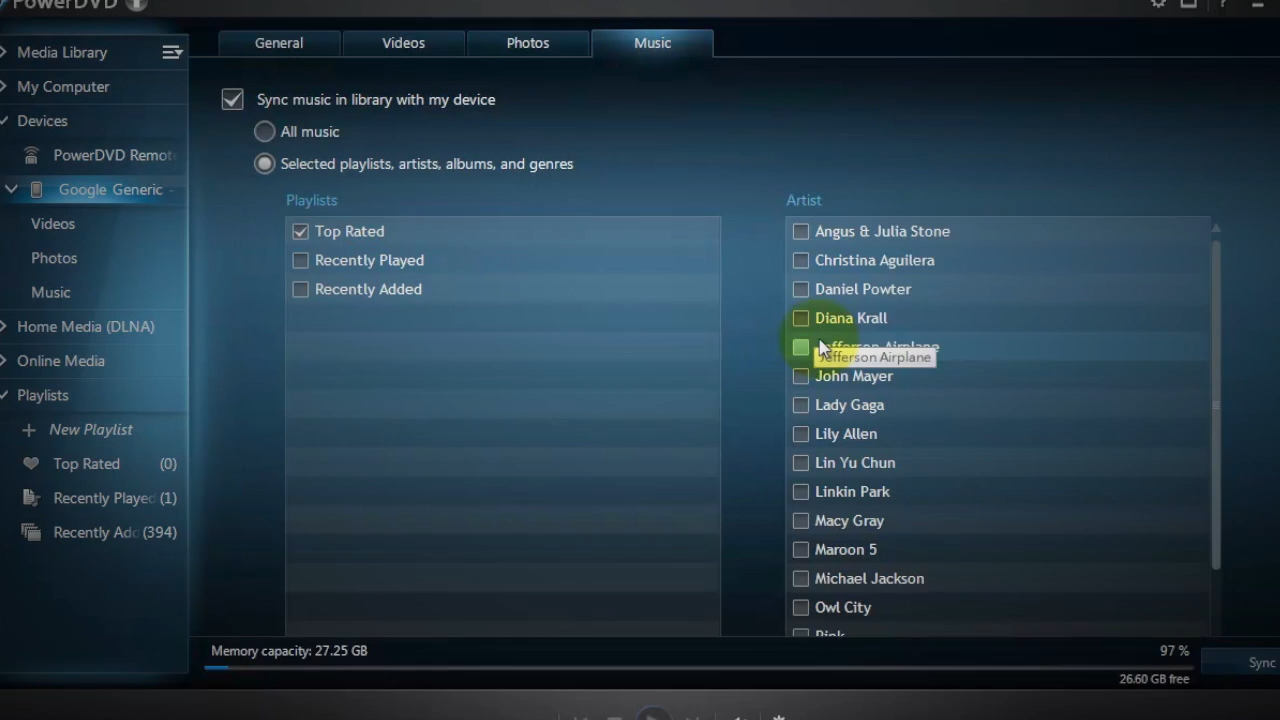 PowerDVD
General
Videos
Photos
Music
Media Library
My Computer
Devices
PowerDVD Remot
Google Generic -
Videos
Photos
Music
Home Media (DLNA)
Online Media
Playlists
New Playlist
Top Rated (0)
Recently Played (1)
Recently Add (394)
Sync music in library with my device
All music
Selected playlists, artists, albums, and genres
Playlists
Top Rated
Recently Played
Recently Added
Artist
Angus & Julia Stone
Christina Aguilera
Daniel Powter
Diana Krall
Jefferson Airplane
Jefferson Airplane
John Mayer
Lady Gaga
Lily Allen
Lin Yu Chun
Linkin Park
Macy Gray
Maroon 5
Michael Jackson
Owl City
Pink
Memory capacity: 27.25 GB
97 %
26.60 GB free
Sync